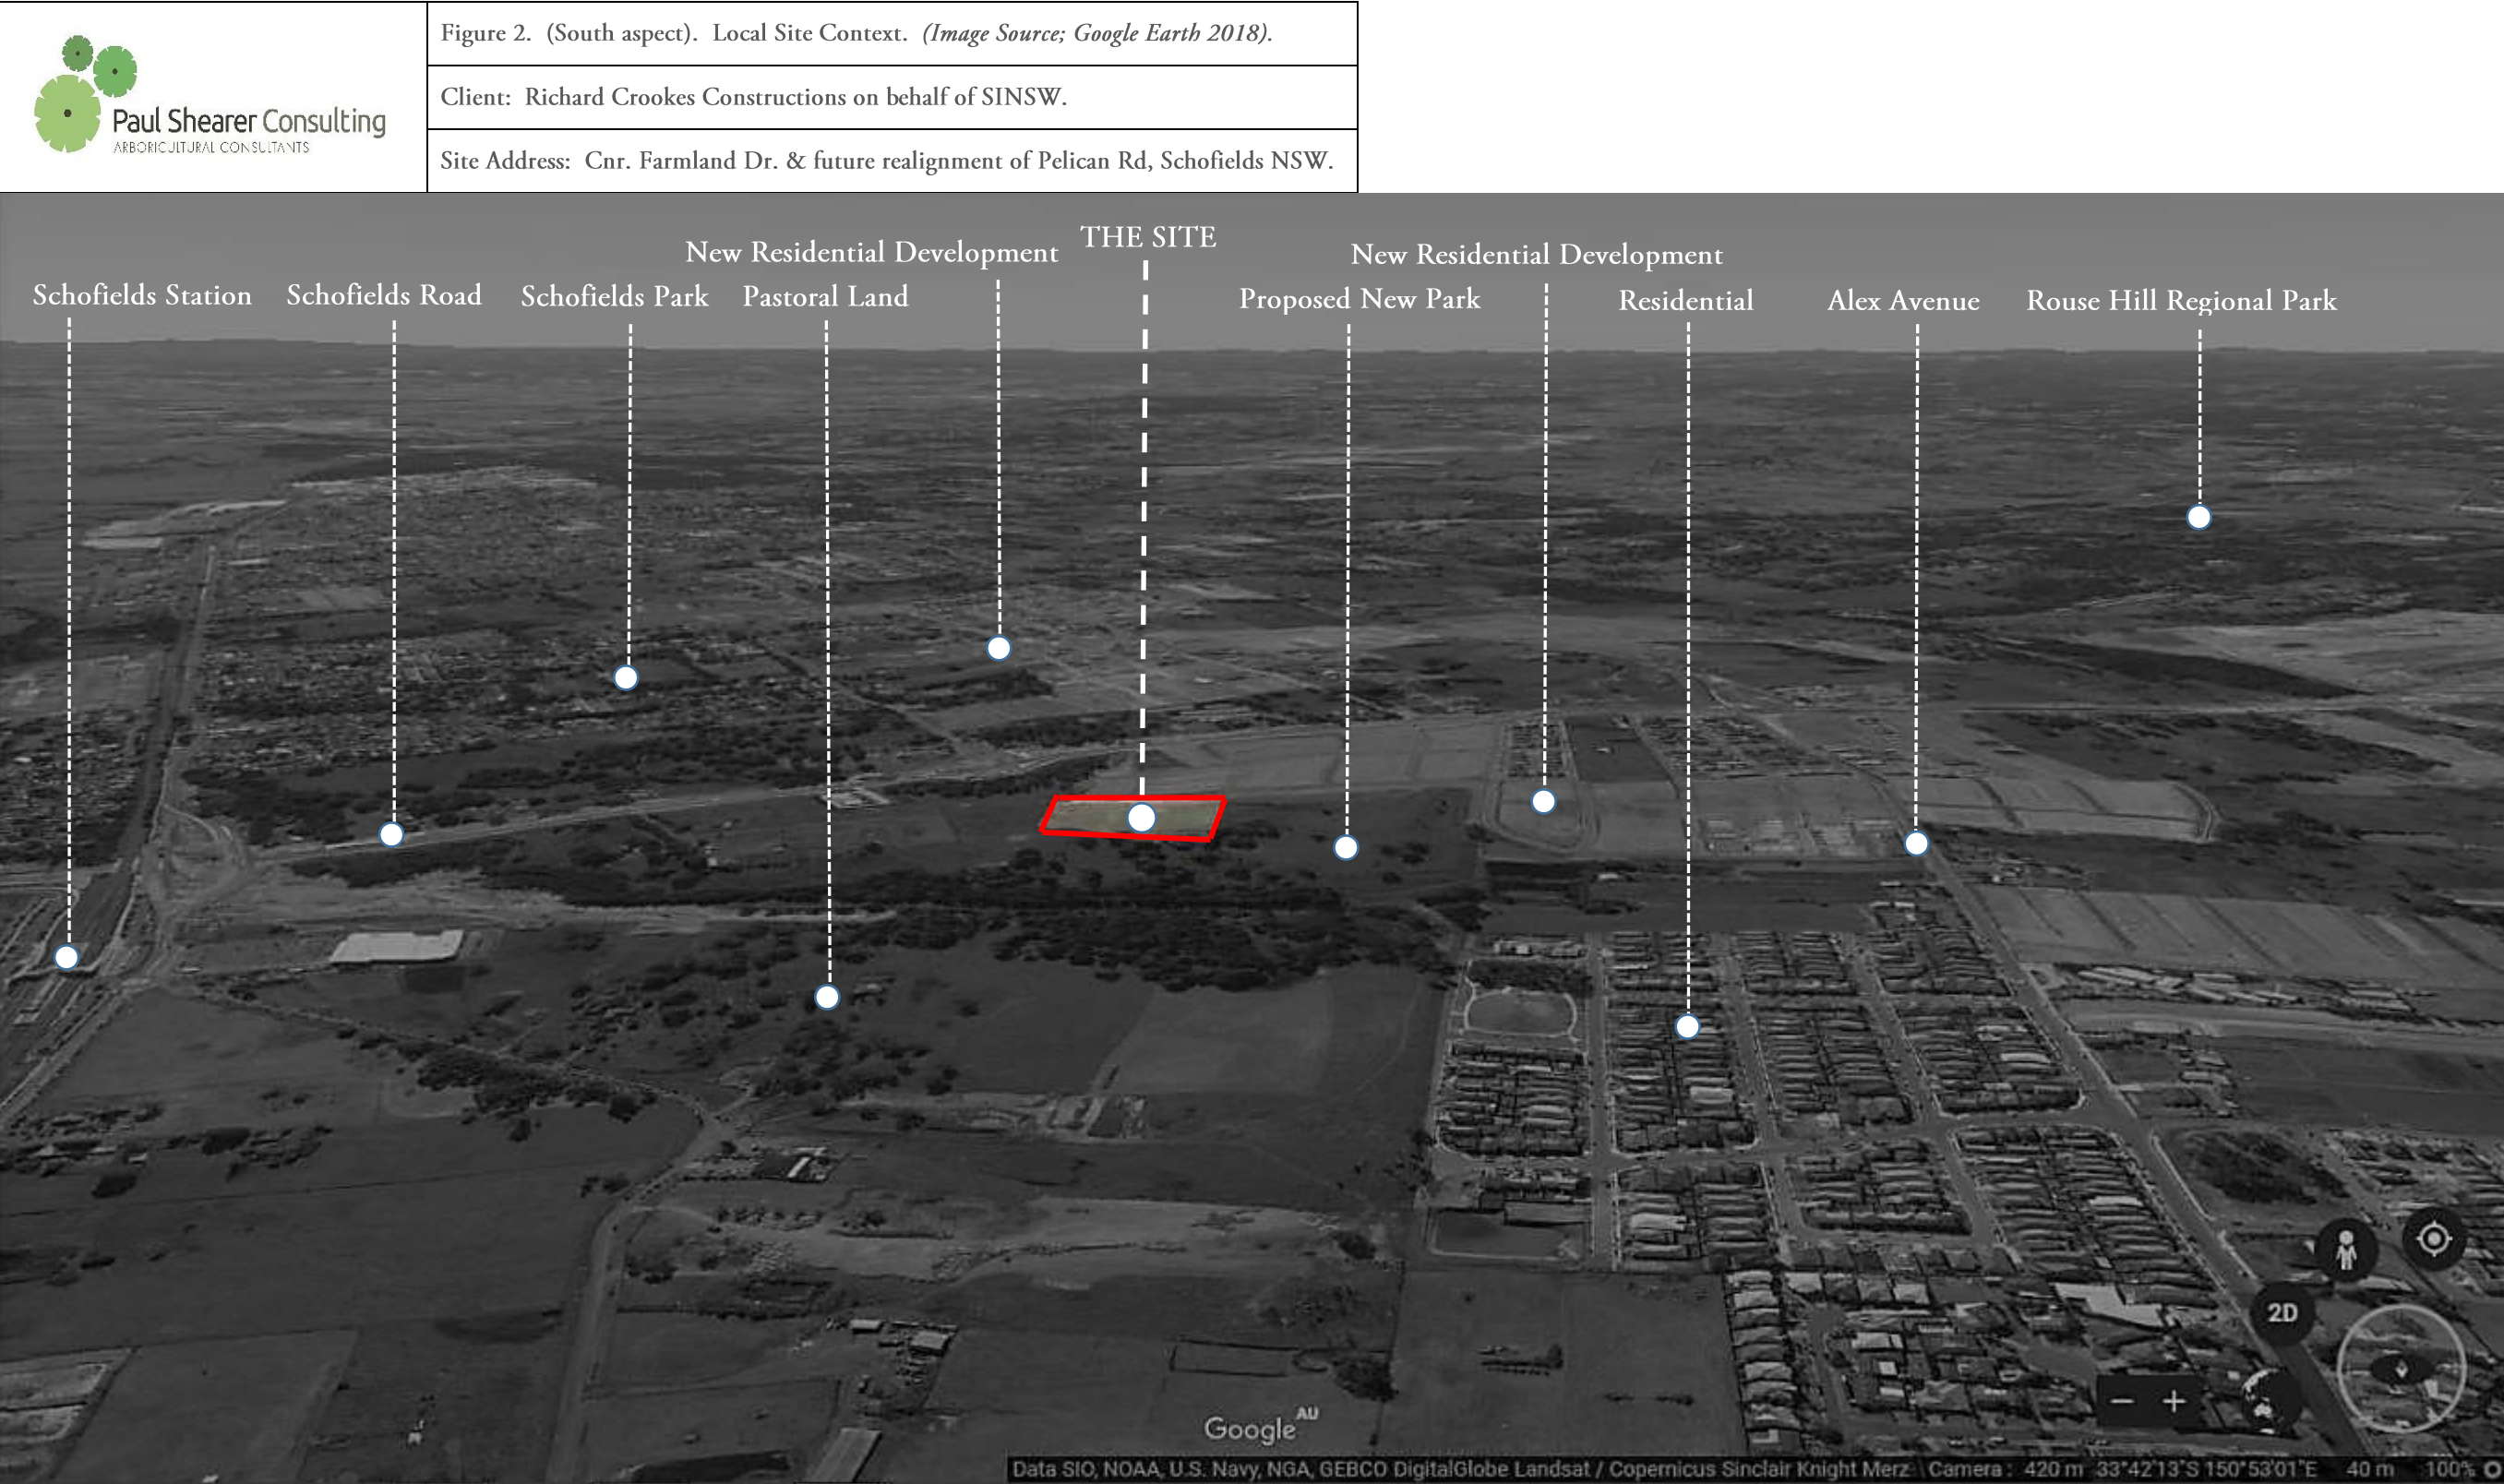 Paul Shearer Consulting
ARBORICULTURAL CONSULTANTS
Figure 2. (South aspect). Local Site Context. (Image Source; Google Earth 2018).
Client: Richard Crookes Constructions on behalf of SINSW.
Site Address: Cnr. Farmland Dr. & future realignment of Pelican Rd, Schofields NSW.
THE SITE
New Residential Development
New Residential Development
Schofields Station
Schofields Road
Schofields Park
Pastoral Land
Proposed New Park
Residential
Alex Avenue
Rouse Hill Regional Park
2D
Google AU
Data SIO, NOAA, U.S. Navy, NGA, GEBCO DigitalGlobe Landsat / Copernicus Sinclair Knight Merz Camera: 420 m 33°42'13"S 150°53'01"E 40 m 100%